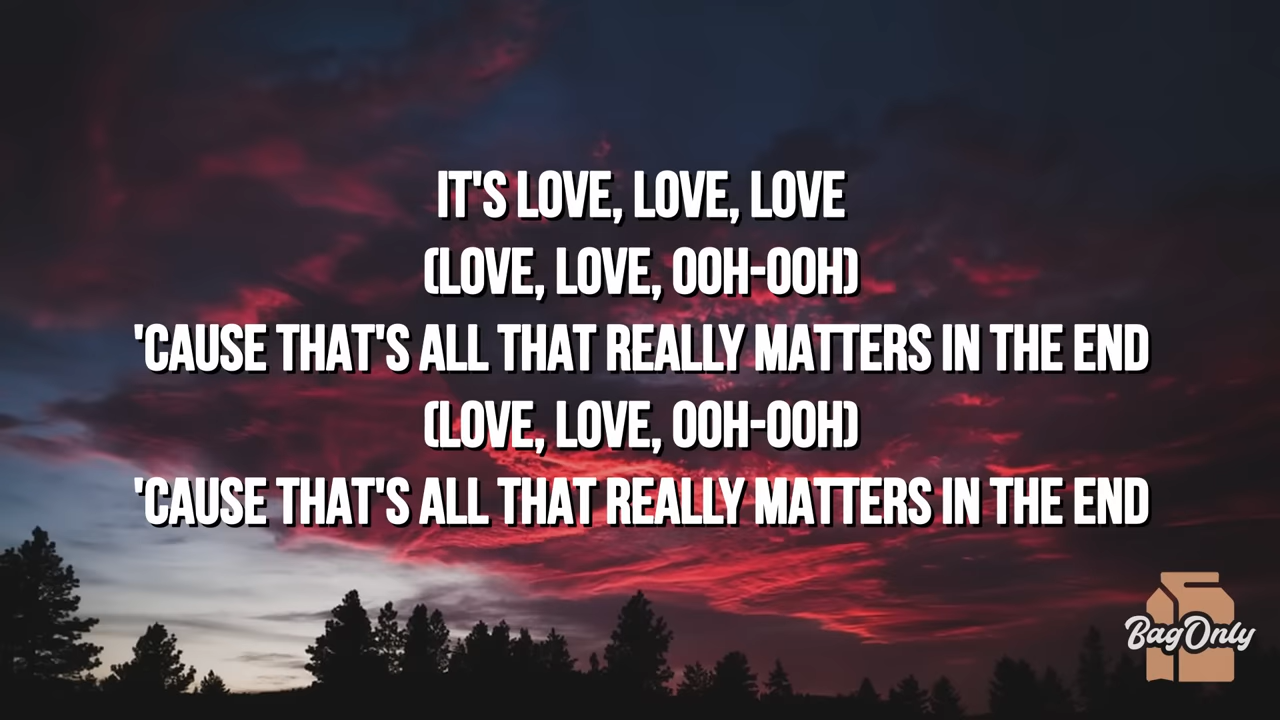 IT'S LOVE, LOVE, LOVE
(LOVE, LOVE, OOH-OOH)
'CAUSE THAT'S ALL THAT REALLY MATTERS IN THE END
(LOVE, LOVE, OOH-OOH)
'CAUSE THAT'S ALL THAT REALLY MATTERS IN THE END
BagOnly